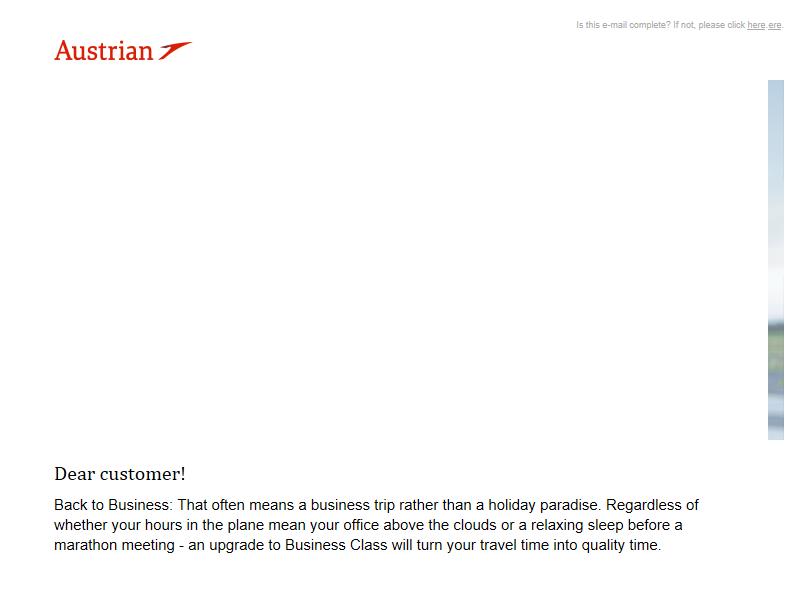 Is this e-mail complete? If not, please click here.ere.
Austrian
Dear customer!
Back to Business: That often means a business trip rather than a holiday paradise. Regardless of
whether your hours in the plane mean your office above the clouds or a relaxing sleep before a
marathon meeting - an upgrade to Business Class will turn your travel time into quality time.